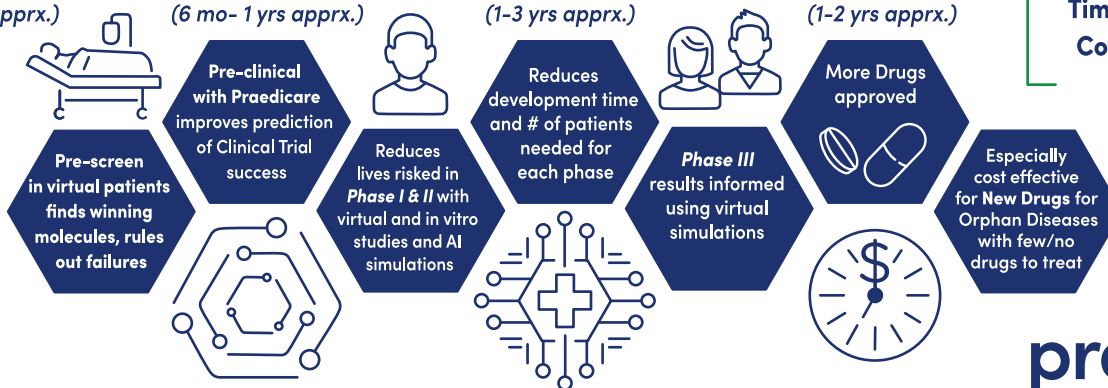 apprx.)
(6 mo- 1 yrs apprx.)
(1-3 yrs apprx.)
(1-2 yrs apprx.)
Pre-screen
in virtual patients
finds winning
molecules, rules
out failures
Pre-clinical
with Praedicare
improves prediction
of Clinical Trial
success
Reduces
lives risked in
Phase I & II with
virtual and in vitro
studies and AI
simulations
Reduces
development time
and # of patients
needed for
each phase
Phase III
results informed
using virtual
simulations
More Drugs
approved
$
Especially
cost effective
for New Drugs for
Orphan Diseases
with few/no
drugs to treat